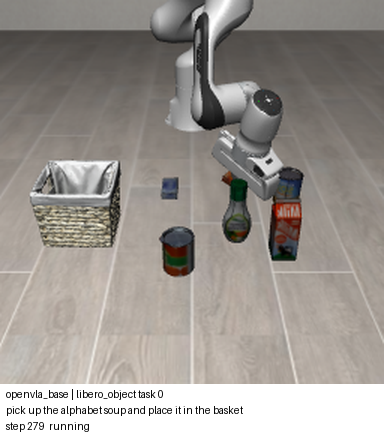 openvla_base | libero_object task 0
pick up the alphabet soup and place it in the basket
step 279 running